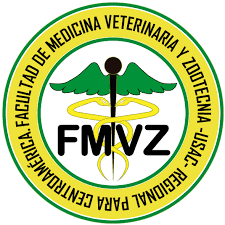 FACULTAD DE MEDICINA VETERINARIA Y ZOOTECNIA -USAC- REGIONAL PARA CENTROAMÉRICA.
FMVZ